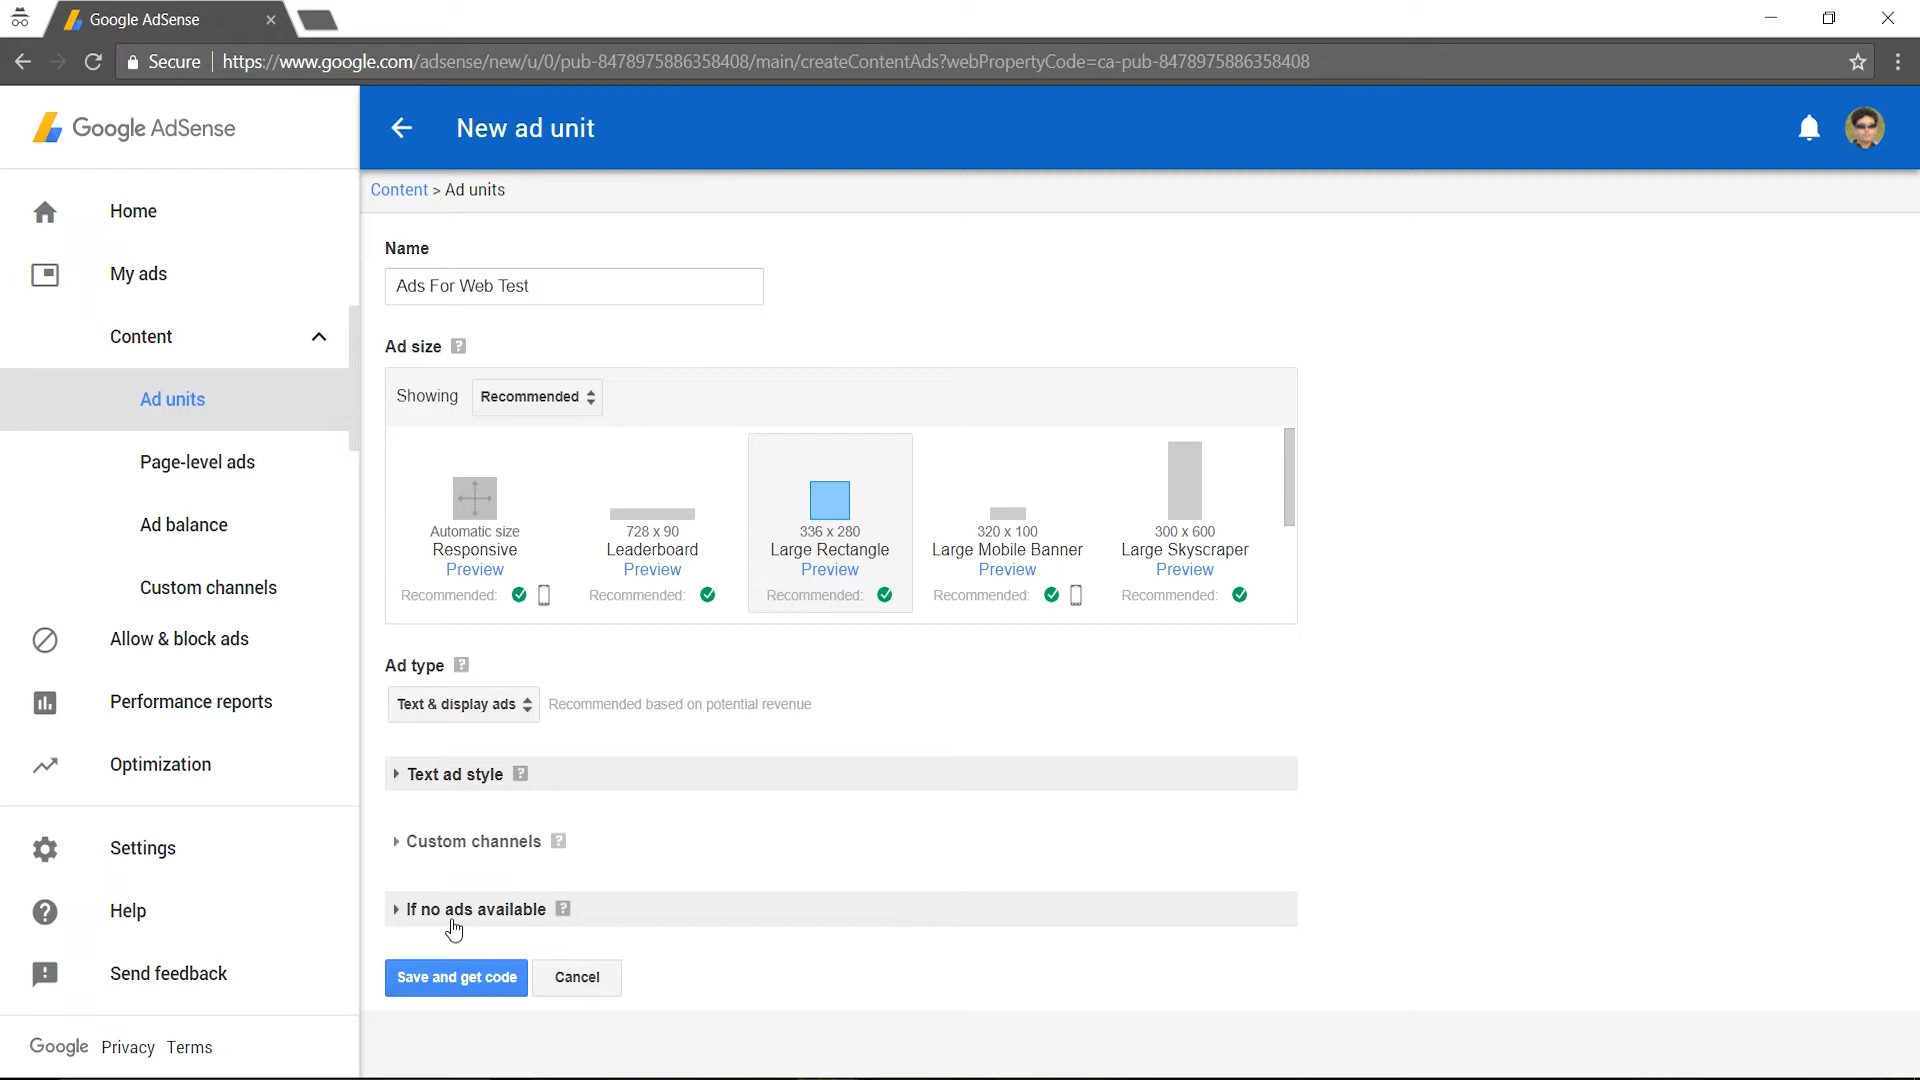 Google AdSense
Secure
https://www.google.com/adsense/new/u/0/pub-8478975886358408/main/createContentAds?webPropertyCode=ca-pub-8478975886358408
Google AdSense
New ad unit
Content > Ad units
Home
My ads
Content
Ad units
Page-level ads
Ad balance
Custom channels
Allow & block ads
Performance reports
Optimization
Settings
Help
Send feedback
Google Privacy Terms
Name
Ads For Web Test
Ad size ?
Showing Recommended
Automatic size
Responsive
Preview
Recommended:
728 x 90
Leaderboard
Preview
Recommended:
336 x 280
Large Rectangle
Preview
Recommended:
320 x 100
Large Mobile Banner
Preview
Recommended:
300 x 600
Large Skyscraper
Preview
Recommended:
Ad type ?
Text & display ads Recommended based on potential revenue
Text ad style ?
Custom channels ?
If no ads available ?
Save and get code
Cancel